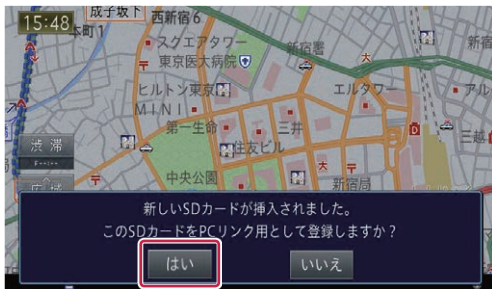 15:48
成子坂下
本町1
西新宿6
スクエアタワー
東京医大病院
新宿署
新宿
ヒルトン東京
エルタワー
アル
MINI
第一生命
三井
住友ビル
三越
渋滞
中央公園
新宿局
広域
新しいSDカードが挿入されました。
このSDカードをPCリンク用として登録しますか?
はい
いいえ